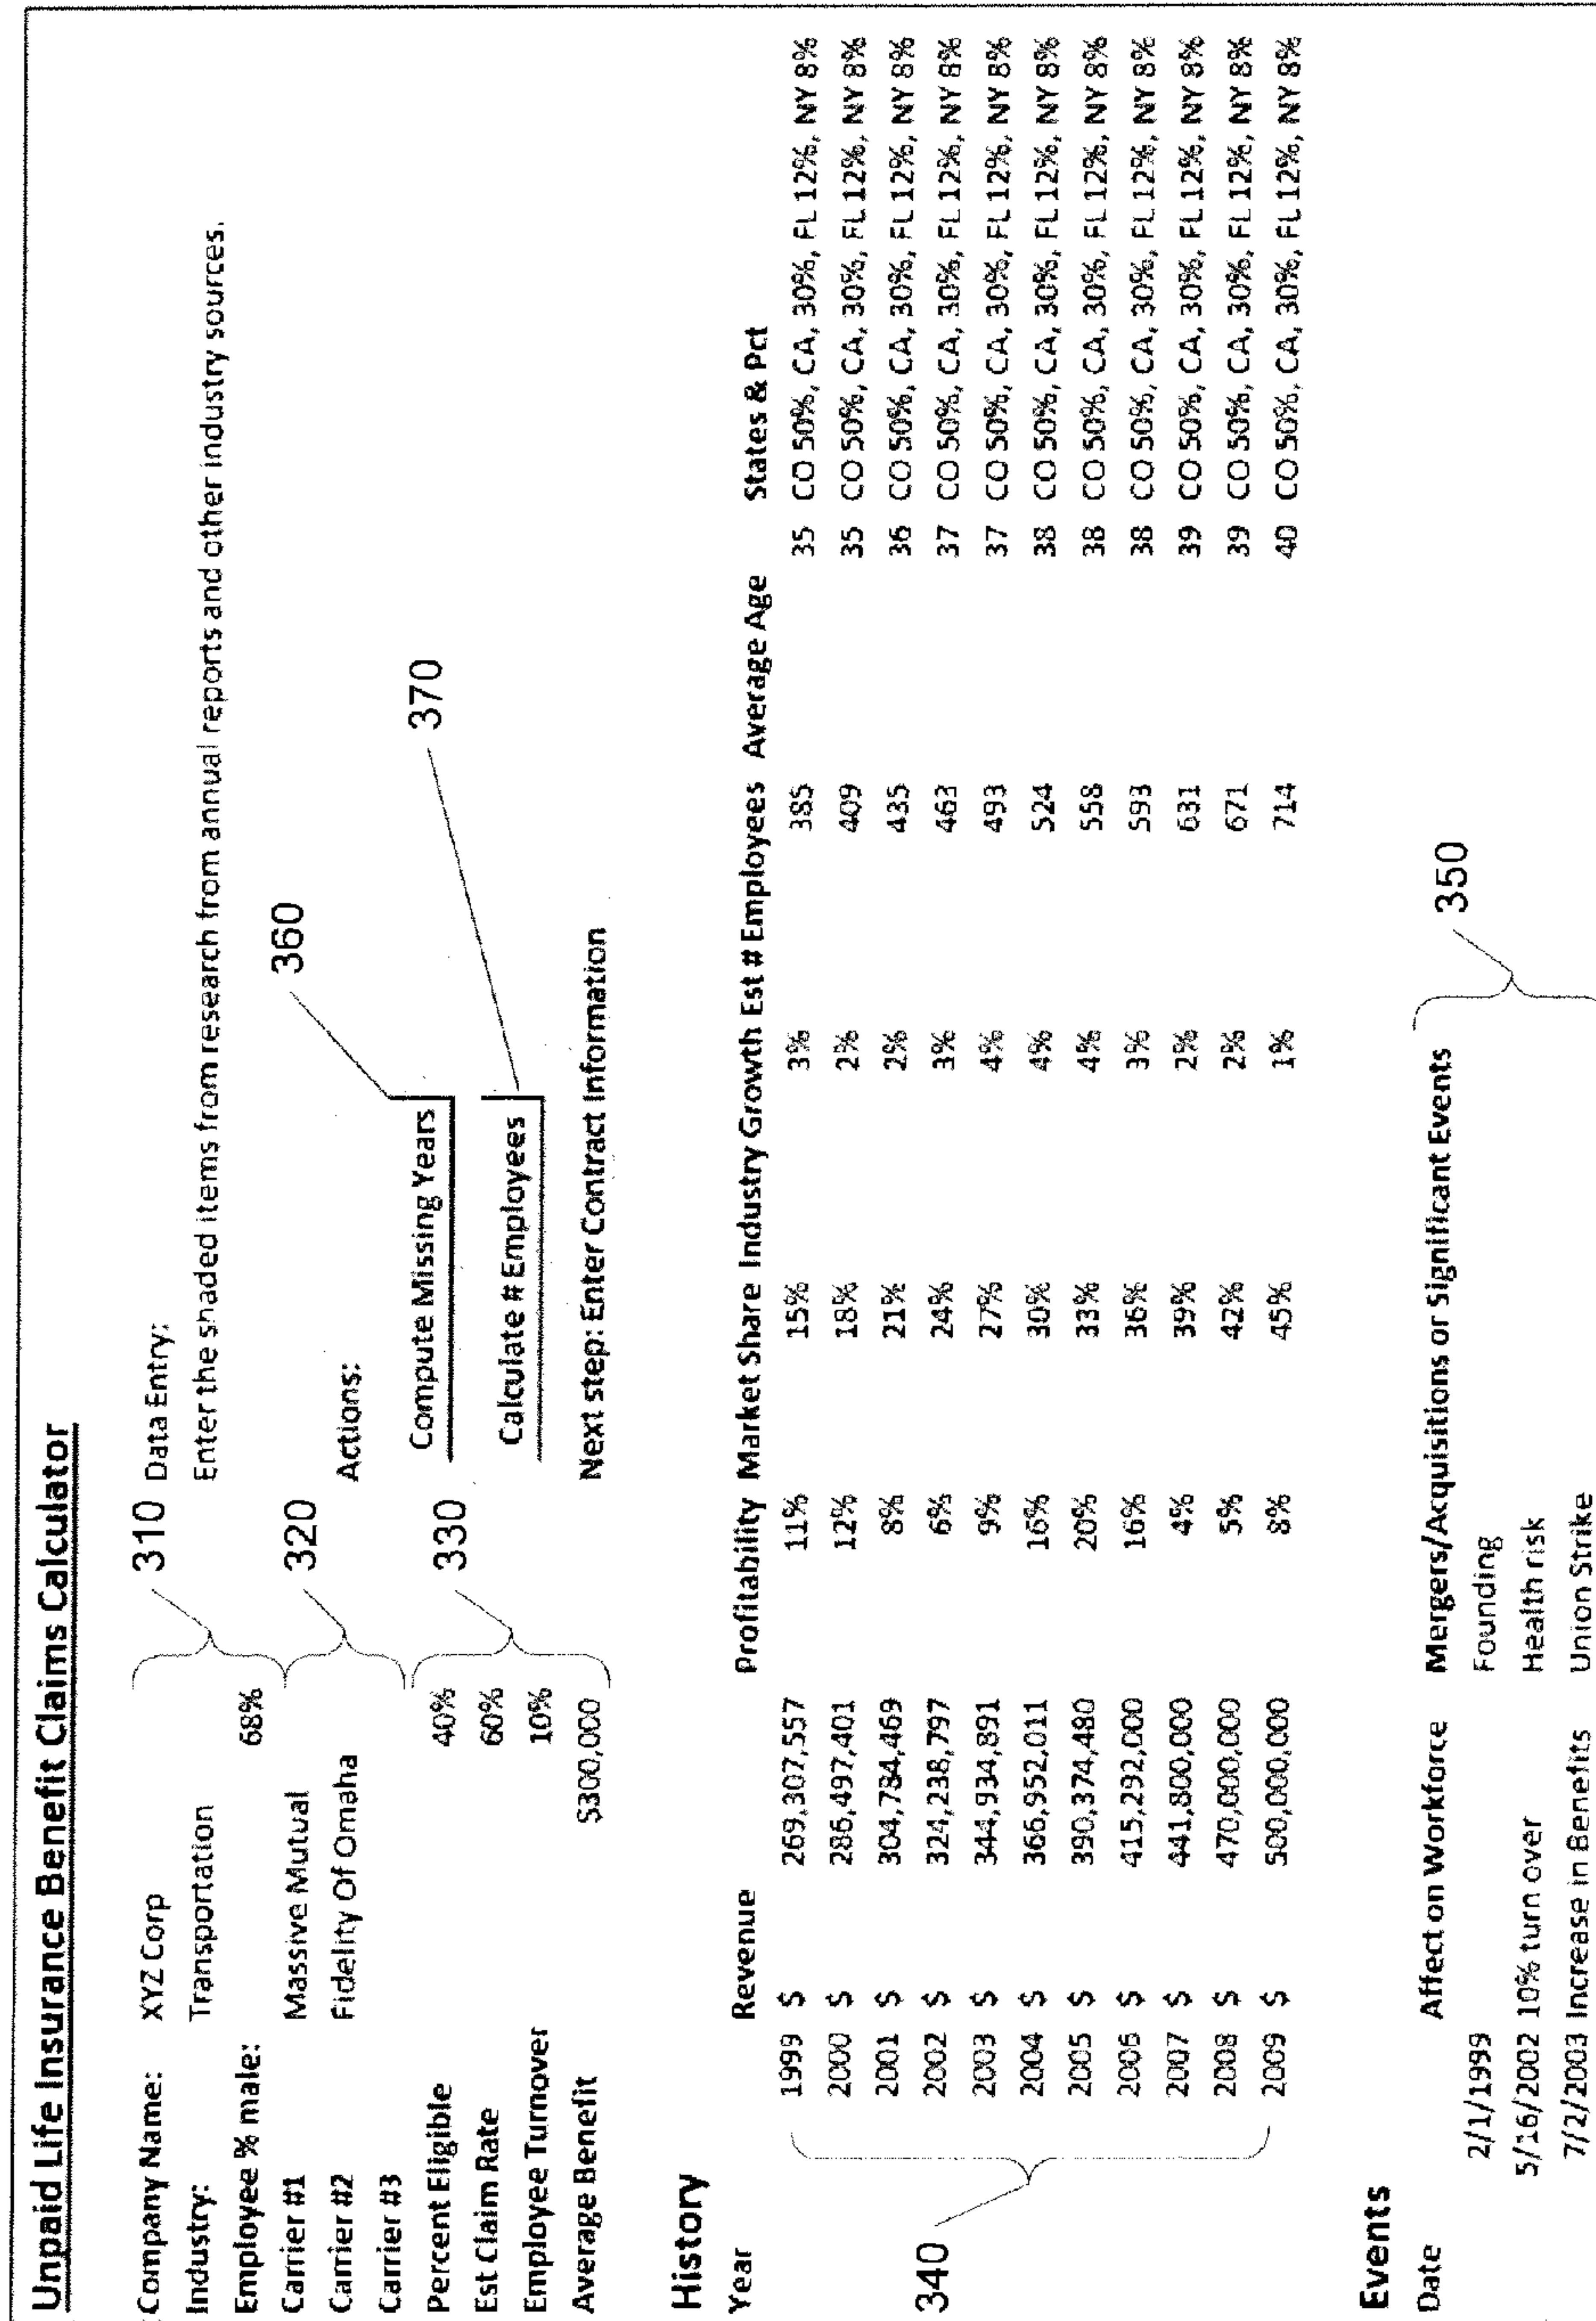 Unpaid Life Insurance Benefit Claims Calculator
Company Name: XYZ Corp 310 Data Entry:
Industry: Transportation Enter the shaded items from research from annual reports and other industry sources.
Employee % male: 68%
Carrier #1 Massive Mutual 320 360
Carrier #2 Fidelity Of Omaha Actions:
Carrier #3
Percent Eligible 40% 330 Compute Missing Years 370
Est Claim Rate 60%
Employee Turnover 10% Calculate # Employees
Average Benefit $300,000
Next step: Enter Contract Information
History
Year Revenue Profitability Market Share Industry Growth Est # Employees Average Age States & Pct
1999 $ 269,307,557 11% 15% 3% 385 35 CO 50%, CA, 30%, FL 12%, NY 8%
2000 $ 286,497,401 12% 18% 2% 409 35 CO 50%, CA, 30%, FL 12%, NY 8%
2001 $ 304,784,469 8% 21% 2% 435 36 CO 50%, CA, 30%, FL 12%, NY 8%
2002 $ 324,238,797 6% 24% 3% 463 37 CO 50%, CA, 30%, FL 12%, NY 8%
2003 $ 344,934,891 9% 27% 4% 493 37 CO 50%, CA, 30%, FL 12%, NY 8%
340 2004 $ 366,952,011 16% 30% 4% 524 38 CO 50%, CA, 30%, FL 12%, NY 8%
2005 $ 390,374,480 20% 33% 4% 558 38 CO 50%, CA, 30%, FL 12%, NY 8%
2006 $ 415,292,000 16% 36% 3% 593 38 CO 50%, CA, 30%, FL 12%, NY 8%
2007 $ 441,800,000 4% 39% 2% 631 39 CO 50%, CA, 30%, FL 12%, NY 8%
2008 $ 470,000,000 5% 42% 2% 671 39 CO 50%, CA, 30%, FL 12%, NY 8%
2009 $ 500,000,000 8% 45% 1% 714 40 CO 50%, CA, 30%, FL 12%, NY 8%
Events
Date Affect on Workforce Mergers/Acquisitions or Significant Events 350
2/1/1999 Founding
5/16/2002 10% turn over Health risk
7/2/2003 Increase in Benefits Union Strike